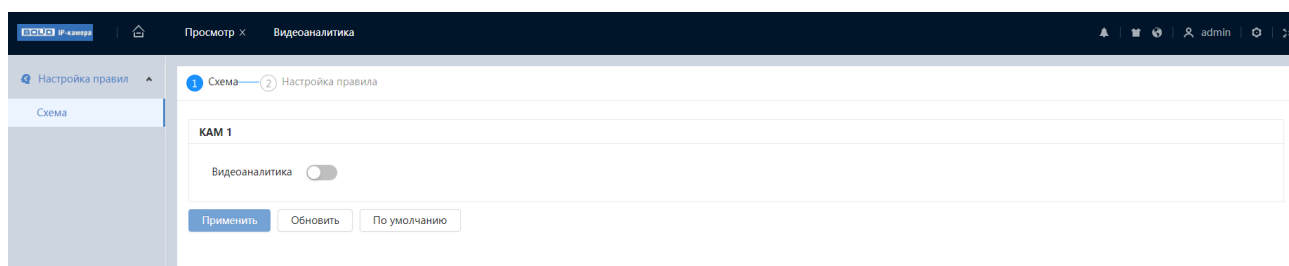 BOLID IP-камера
Просмотр × Видеоаналитика
admin
Настройка правил
Схема
1 Схема 2 Настройка правила
КАМ 1
Видеоаналитика
Применить Обновить По умолчанию